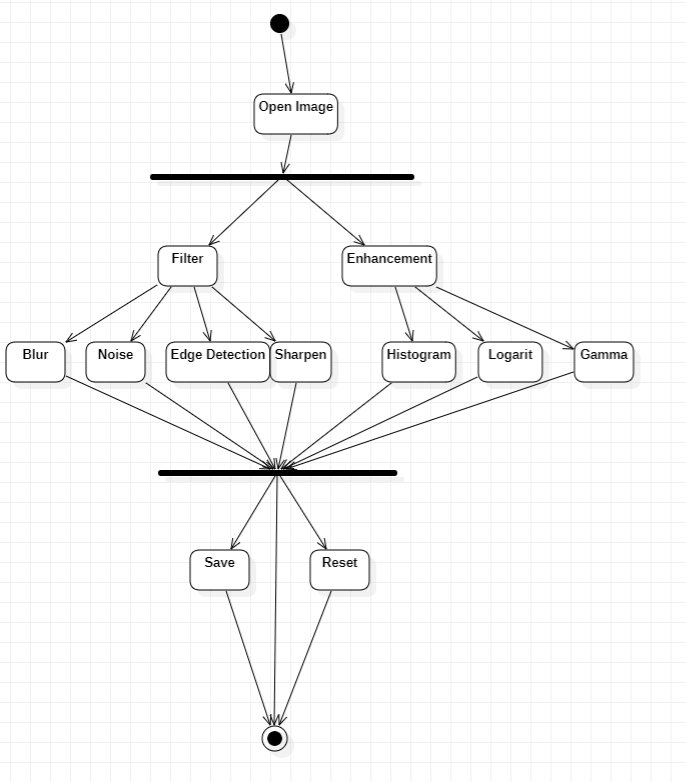 Open Image
Filter
Enhancement
Blur
Noise
Edge Detection
Sharpen
Histogram
Logarit
Gamma
Save
Reset